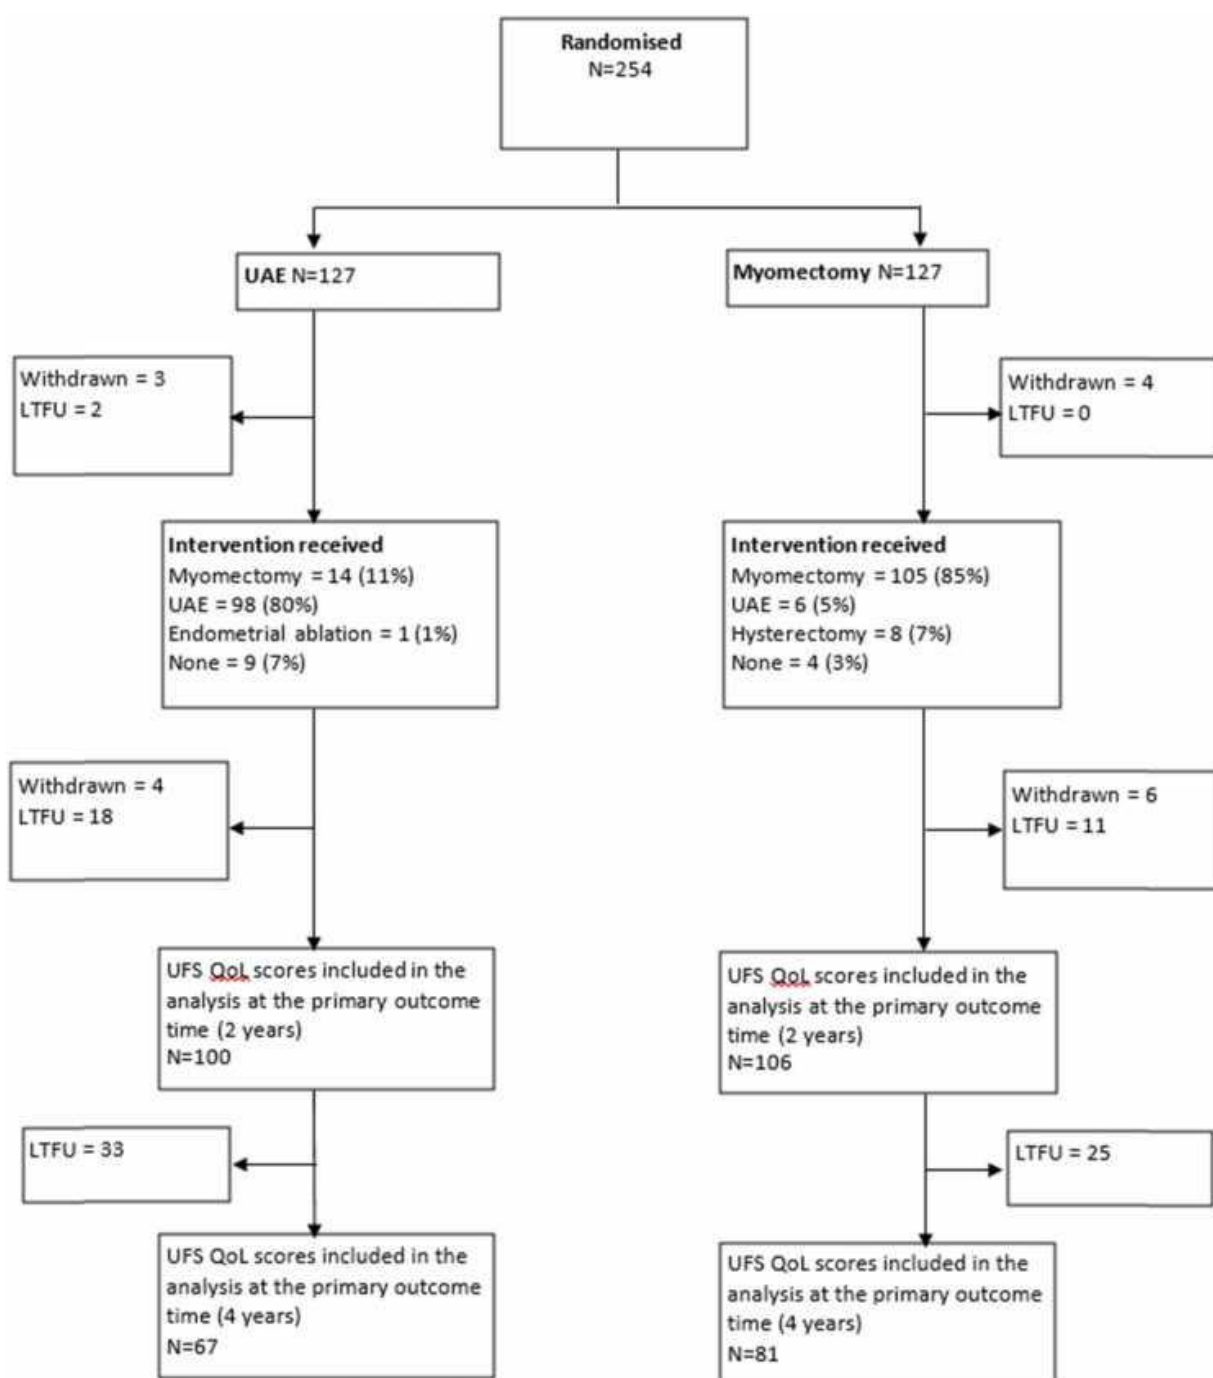 Randomised
N=254
UAE N=127
Myomectomy N=127
Withdrawn = 3
LTFU = 2
Withdrawn = 4
LTFU = 0
Intervention received
Myomectomy = 14 (11%)
UAE = 98 (80%)
Endometrial ablation = 1 (1%)
None = 9 (7%)
Intervention received
Myomectomy = 105 (85%)
UAE = 6 (5%)
Hysterectomy = 8 (7%)
None = 4 (3%)
Withdrawn = 4
LTFU = 18
Withdrawn = 6
LTFU = 11
UFS QoL scores included in the
analysis at the primary outcome
time (2 years)
N=100
UFS QoL scores included in the
analysis at the primary outcome
time (2 years)
N=106
LTFU = 33
LTFU = 25
UFS QoL scores included in the
analysis at the primary outcome
time (4 years)
N=67
UFS QoL scores included in the
analysis at the primary outcome
time (4 years)
N=81